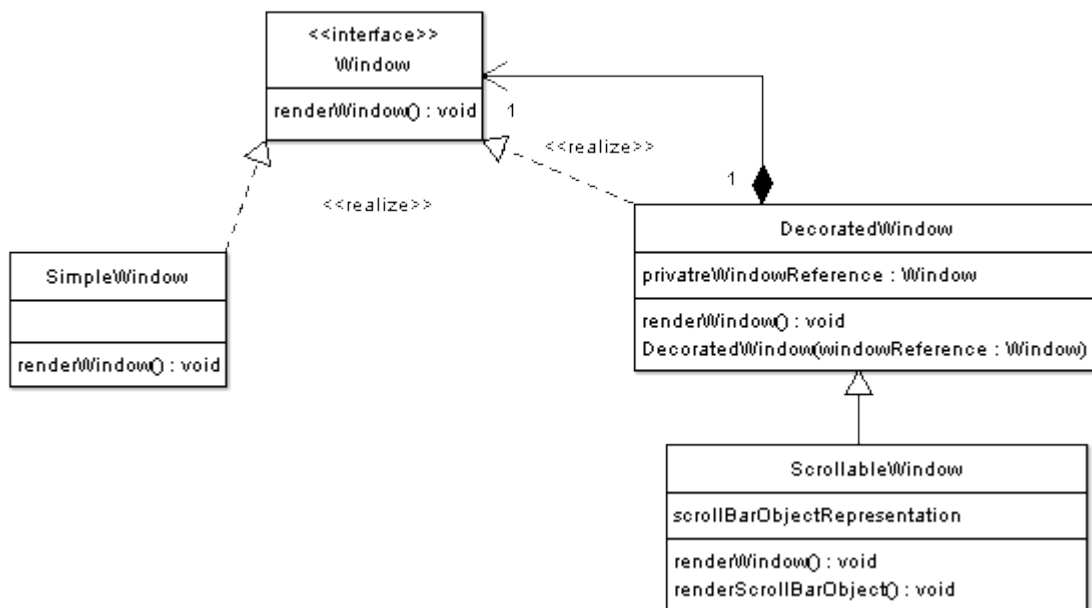 <<interface>>
Window
renderWindow() : void
1
<<realize>>
1
<<realize>>
DecoratedWindow
privatreWindowReference : Window
renderWindow() : void
DecoratedWindow(windowReference : Window)
SimpleWindow
renderWindow() : void
ScrollableWindow
scrollBarObjectRepresentation
renderWindow() : void
renderScrollBarObject() : void